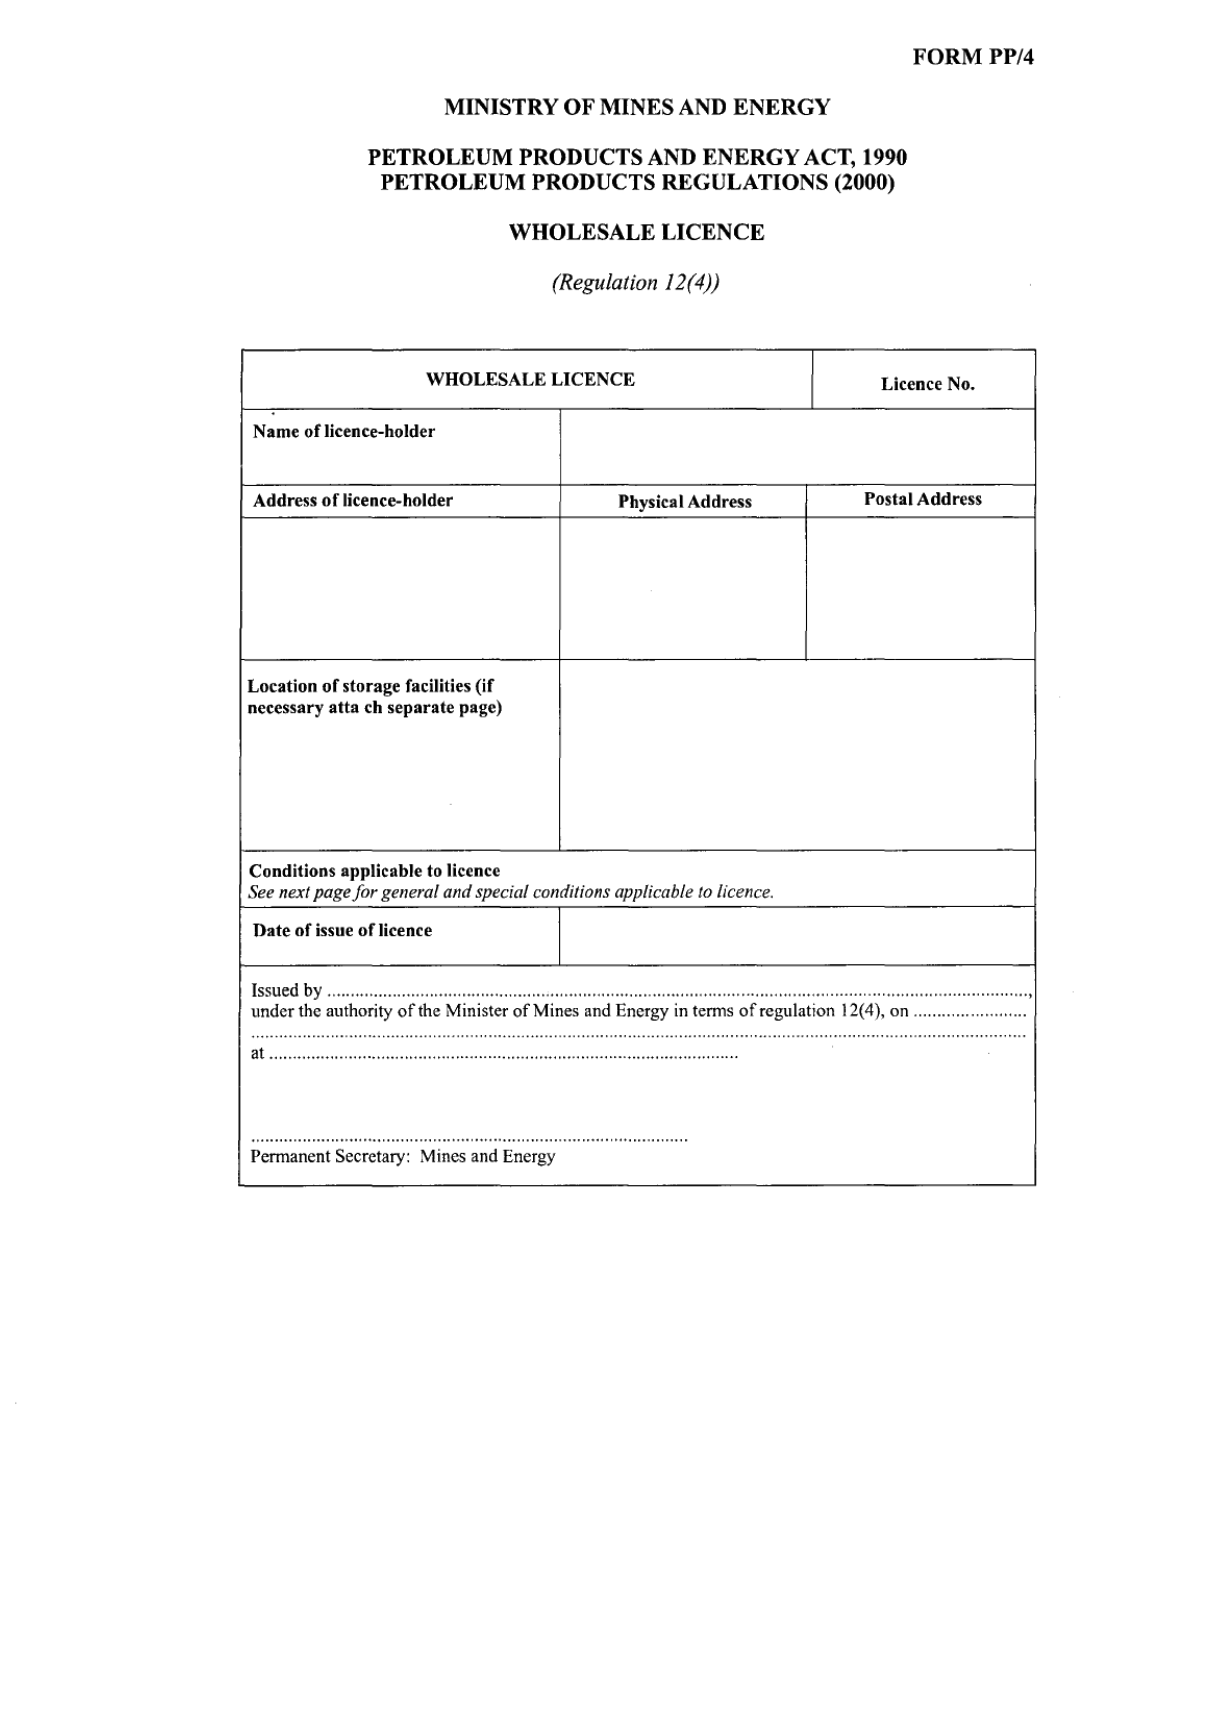 FORM PP/4
MINISTRY OF MINES AND ENERGY
PETROLEUM PRODUCTS AND ENERGY ACT, 1990
PETROLEUM PRODUCTS REGULATIONS (2000)
WHOLESALE LICENCE
(Regulation 12(4))
WHOLESALE LICENCE
Licence No.
Name of licence-holder
Address of licence-holder
Physical Address
Postal Address
Location of storage facilities (if
necessary atta ch separate page)
Conditions applicable to licence
See next page for general and special conditions applicable to licence.
Date of issue of licence
Issued by ........................................................................................................................................................,
under the authority of the Minister of Mines and Energy in terms of regulation 12(4), on ........................
......................................................................................................................................................................
at .....................................................................................................
..............................................................................................
Permanent Secretary: Mines and Energy